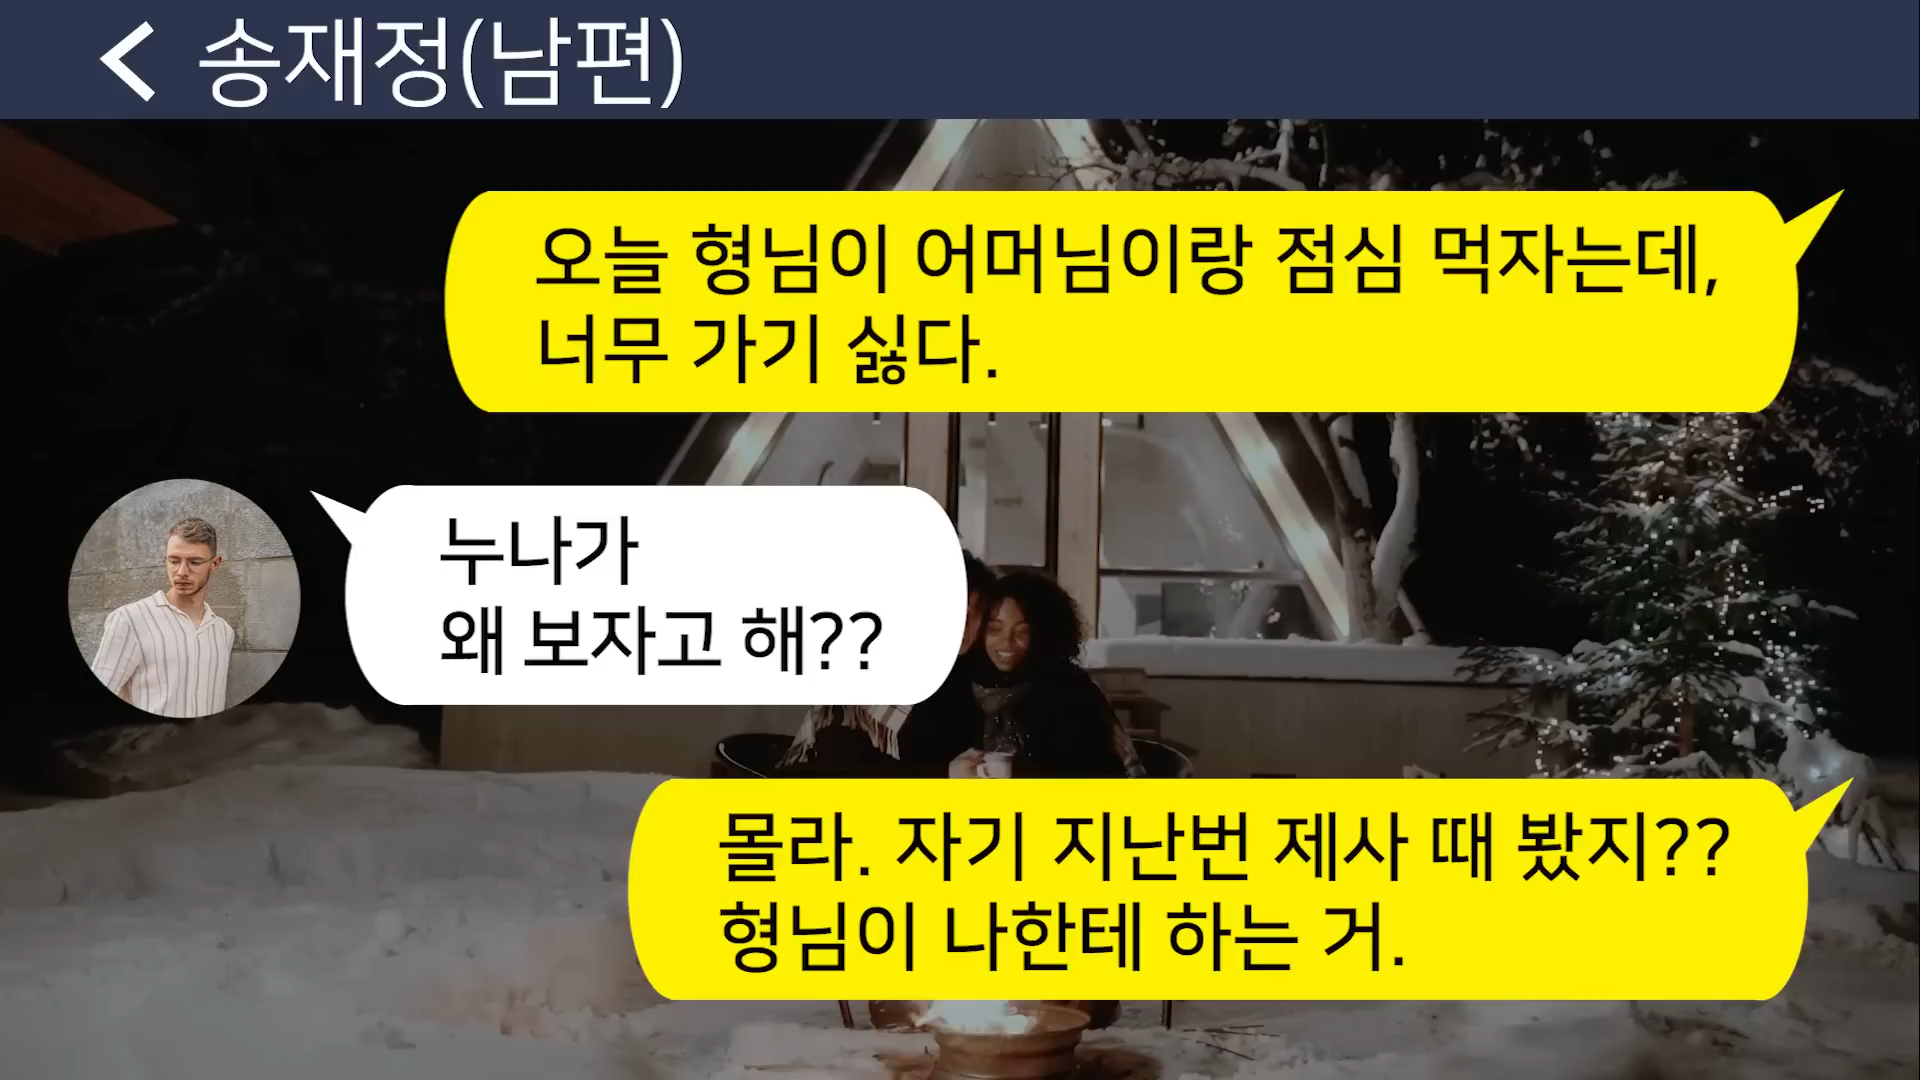 송재정(남편)
오늘 형님이 어머님이랑 점심 먹자는데,
너무 가기 싫다.
누나가
왜 보자고 해??
몰라. 자기 지난번 제사 때 봤지??
형님이 나한테 하는 거.